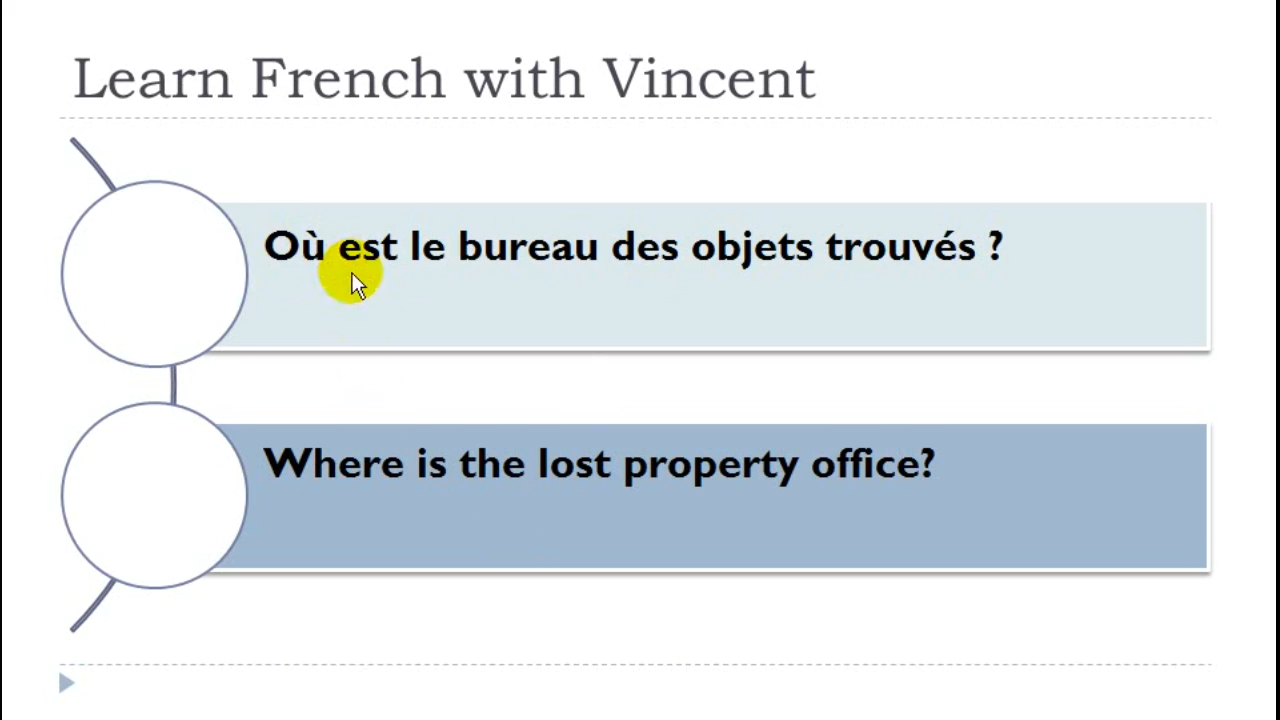 Learn French with Vincent
Où est le bureau des objets trouvés ?
Where is the lost property office?